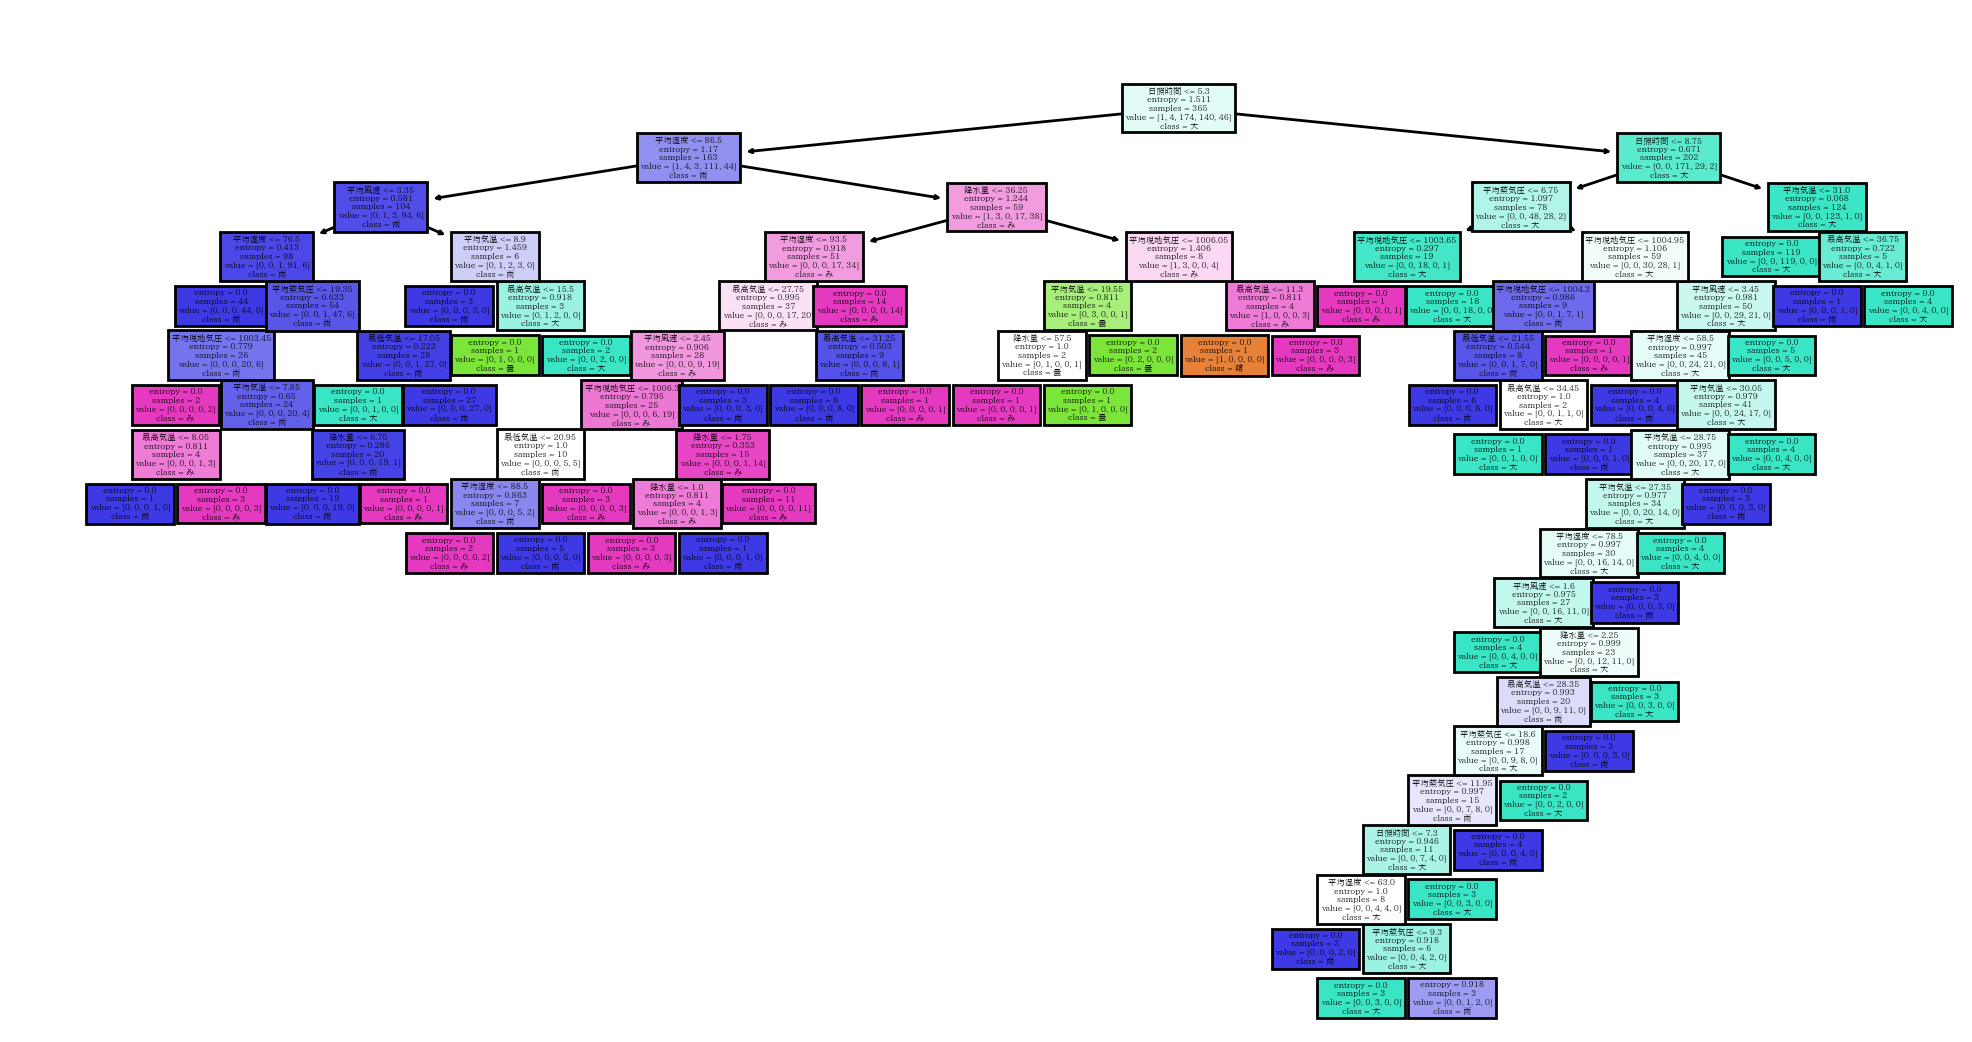 日照時間 <= 5.3
entropy = 1.511
samples = 365
value = [1, 4, 174, 140, 46]
class = 大
平均湿度 <= 86.5
entropy = 1.17
samples = 163
value = [1, 4, 3, 111, 44]
class = 雨
日照時間 <= 8.75
entropy = 0.671
samples = 202
value = [0, 0, 171, 29, 2]
class = 大
平均風速 <= 3.35
entropy = 0.581
samples = 104
value = [0, 1, 3, 94, 6]
class = 雨
降水量 <= 36.25
entropy = 1.244
samples = 59
value = [1, 3, 0, 17, 38]
class = み
平均蒸気圧 <= 6.75
entropy = 1.097
samples = 78
value = [0, 0, 48, 28, 2]
class = 大
平均気温 <= 31.0
entropy = 0.068
samples = 124
value = [0, 0, 123, 1, 0]
class = 大
平均湿度 <= 76.5
entropy = 0.413
samples = 98
value = [0, 0, 1, 91, 6]
class = 雨
平均気温 <= 8.9
entropy = 1.459
samples = 6
value = [0, 1, 2, 3, 0]
class = 雨
平均湿度 <= 93.5
entropy = 0.918
samples = 51
value = [0, 0, 0, 17, 34]
class = み
平均現地気圧 <= 1006.05
entropy = 1.406
samples = 8
value = [1, 3, 0, 0, 4]
class = み
平均現地気圧 <= 1003.65
entropy = 0.297
samples = 19
value = [0, 0, 18, 0, 1]
class = 大
平均現地気圧 <= 1004.95
entropy = 1.106
samples = 59
value = [0, 0, 30, 28, 1]
class = 大
entropy = 0.0
samples = 119
value = [0, 0, 119, 0, 0]
class = 大
最高気温 <= 36.75
entropy = 0.722
samples = 5
value = [0, 0, 4, 1, 0]
class = 大
entropy = 0.0
samples = 44
value = [0, 0, 0, 44, 0]
class = 雨
平均気温 <= 19.35
entropy = 0.633
samples = 54
value = [0, 0, 1, 47, 6]
class = 雨
entropy = 0.0
samples = 3
value = [0, 0, 0, 3, 0]
class = 雨
最高気温 <= 15.5
entropy = 0.918
samples = 3
value = [0, 1, 2, 0, 0]
class = 大
最高気温 <= 27.75
entropy = 0.995
samples = 37
value = [0, 0, 0, 17, 20]
class = み
entropy = 0.0
samples = 14
value = [0, 0, 0, 0, 14]
class = み
平均気温 <= 19.55
entropy = 0.811
samples = 4
value = [0, 3, 0, 0, 1]
class = 曇
最高気温 <= 11.3
entropy = 0.811
samples = 4
value = [1, 0, 0, 0, 3]
class = み
entropy = 0.0
samples = 1
value = [0, 0, 0, 0, 1]
class = み
entropy = 0.0
samples = 18
value = [0, 0, 18, 0, 0]
class = 大
平均現地気圧 <= 1004.2
entropy = 0.986
samples = 9
value = [0, 0, 1, 7, 1]
class = 雨
平均風速 <= 3.45
entropy = 0.981
samples = 50
value = [0, 0, 29, 21, 0]
class = 大
entropy = 0.0
samples = 1
value = [0, 0, 0, 1, 0]
class = 雨
entropy = 0.0
samples = 4
value = [0, 0, 4, 0, 0]
class = 大
平均現地気圧 <= 1003.45
entropy = 0.779
samples = 26
value = [0, 0, 0, 20, 6]
class = 雨
最低気温 <= 17.05
entropy = 0.222
samples = 28
value = [0, 0, 1, 27, 0]
class = 雨
entropy = 0.0
samples = 1
value = [0, 1, 0, 0, 0]
class = 曇
entropy = 0.0
samples = 2
value = [0, 0, 2, 0, 0]
class = 大
平均風速 <= 2.45
entropy = 0.906
samples = 28
value = [0, 0, 0, 9, 19]
class = み
最高気温 <= 31.25
entropy = 0.503
samples = 9
value = [0, 0, 0, 8, 1]
class = 雨
降水量 <= 57.5
entropy = 1.0
samples = 2
value = [0, 1, 0, 0, 1]
class = 曇
entropy = 0.0
samples = 2
value = [0, 2, 0, 0, 0]
class = 曇
entropy = 0.0
samples = 1
value = [1, 0, 0, 0, 0]
class = 晴
entropy = 0.0
samples = 3
value = [0, 0, 0, 0, 3]
class = み
最低気温 <= 21.55
entropy = 0.544
samples = 8
value = [0, 0, 1, 7, 0]
class = 雨
entropy = 0.0
samples = 1
value = [0, 0, 0, 0, 1]
class = み
平均湿度 <= 58.5
entropy = 0.997
samples = 45
value = [0, 0, 24, 21, 0]
class = 大
entropy = 0.0
samples = 5
value = [0, 0, 5, 0, 0]
class = 大
entropy = 0.0
samples = 2
value = [0, 0, 0, 0, 2]
class = み
平均気温 <= 7.85
entropy = 0.65
samples = 24
value = [0, 0, 0, 20, 4]
class = 雨
entropy = 0.0
samples = 1
value = [0, 0, 1, 0, 0]
class = 大
entropy = 0.0
samples = 27
value = [0, 0, 0, 27, 0]
class = 雨
平均現地気圧 <= 1006.3
entropy = 0.795
samples = 25
value = [0, 0, 0, 6, 19]
class = み
entropy = 0.0
samples = 3
value = [0, 0, 0, 3, 0]
class = 雨
entropy = 0.0
samples = 8
value = [0, 0, 0, 8, 0]
class = 雨
entropy = 0.0
samples = 1
value = [0, 0, 0, 0, 1]
class = み
entropy = 0.0
samples = 1
value = [0, 0, 0, 0, 1]
class = み
entropy = 0.0
samples = 1
value = [0, 1, 0, 0, 0]
class = 曇
entropy = 0.0
samples = 6
value = [0, 0, 0, 6, 0]
class = 雨
最高気温 <= 34.45
entropy = 1.0
samples = 2
value = [0, 0, 1, 1, 0]
class = 大
entropy = 0.0
samples = 4
value = [0, 0, 0, 4, 0]
class = 雨
平均気温 <= 30.05
entropy = 0.979
samples = 41
value = [0, 0, 24, 17, 0]
class = 大
最高気温 <= 8.05
entropy = 0.811
samples = 4
value = [0, 0, 0, 1, 3]
class = み
降水量 <= 6.75
entropy = 0.286
samples = 20
value = [0, 0, 0, 19, 1]
class = 雨
最低気温 <= 20.95
entropy = 1.0
samples = 10
value = [0, 0, 0, 5, 5]
class = 雨
降水量 <= 1.75
entropy = 0.353
samples = 15
value = [0, 0, 0, 1, 14]
class = み
entropy = 0.0
samples = 1
value = [0, 0, 1, 0, 0]
class = 大
entropy = 0.0
samples = 1
value = [0, 0, 0, 1, 0]
class = 雨
平均気温 <= 28.75
entropy = 0.995
samples = 37
value = [0, 0, 20, 17, 0]
class = 大
entropy = 0.0
samples = 4
value = [0, 0, 4, 0, 0]
class = 大
entropy = 0.0
samples = 1
value = [0, 0, 0, 1, 0]
class = 雨
entropy = 0.0
samples = 3
value = [0, 0, 0, 0, 3]
class = み
entropy = 0.0
samples = 19
value = [0, 0, 0, 19, 0]
class = 雨
entropy = 0.0
samples = 1
value = [0, 0, 0, 0, 1]
class = み
平均湿度 <= 88.5
entropy = 0.863
samples = 7
value = [0, 0, 0, 5, 2]
class = 雨
entropy = 0.0
samples = 3
value = [0, 0, 0, 0, 3]
class = み
降水量 <= 1.0
entropy = 0.811
samples = 4
value = [0, 0, 0, 1, 3]
class = み
entropy = 0.0
samples = 11
value = [0, 0, 0, 0, 11]
class = み
平均気温 <= 27.35
entropy = 0.977
samples = 34
value = [0, 0, 20, 14, 0]
class = 大
entropy = 0.0
samples = 3
value = [0, 0, 0, 3, 0]
class = 雨
entropy = 0.0
samples = 2
value = [0, 0, 0, 0, 2]
class = み
entropy = 0.0
samples = 5
value = [0, 0, 0, 5, 0]
class = 雨
entropy = 0.0
samples = 3
value = [0, 0, 0, 0, 3]
class = み
entropy = 0.0
samples = 1
value = [0, 0, 0, 1, 0]
class = 雨
平均湿度 <= 78.5
entropy = 0.997
samples = 30
value = [0, 0, 16, 14, 0]
class = 大
entropy = 0.0
samples = 4
value = [0, 0, 4, 0, 0]
class = 大
平均風速 <= 1.6
entropy = 0.975
samples = 27
value = [0, 0, 16, 11, 0]
class = 大
entropy = 0.0
samples = 3
value = [0, 0, 0, 3, 0]
class = 雨
entropy = 0.0
samples = 4
value = [0, 0, 4, 0, 0]
class = 大
降水量 <= 2.25
entropy = 0.999
samples = 23
value = [0, 0, 12, 11, 0]
class = 大
最高気温 <= 28.35
entropy = 0.993
samples = 20
value = [0, 0, 9, 11, 0]
class = 雨
entropy = 0.0
samples = 3
value = [0, 0, 3, 0, 0]
class = 大
平均蒸気圧 <= 18.6
entropy = 0.998
samples = 17
value = [0, 0, 9, 8, 0]
class = 大
entropy = 0.0
samples = 3
value = [0, 0, 0, 3, 0]
class = 雨
平均蒸気圧 <= 11.95
entropy = 0.997
samples = 15
value = [0, 0, 7, 8, 0]
class = 雨
entropy = 0.0
samples = 2
value = [0, 0, 2, 0, 0]
class = 大
日照時間 <= 7.3
entropy = 0.946
samples = 11
value = [0, 0, 7, 4, 0]
class = 大
entropy = 0.0
samples = 4
value = [0, 0, 0, 4, 0]
class = 雨
平均湿度 <= 63.0
entropy = 1.0
samples = 8
value = [0, 0, 4, 4, 0]
class = 大
entropy = 0.0
samples = 3
value = [0, 0, 3, 0, 0]
class = 大
entropy = 0.0
samples = 2
value = [0, 0, 0, 2, 0]
class = 雨
平均蒸気圧 <= 9.3
entropy = 0.918
samples = 6
value = [0, 0, 4, 2, 0]
class = 大
entropy = 0.0
samples = 3
value = [0, 0, 3, 0, 0]
class = 大
entropy = 0.918
samples = 3
value = [0, 0, 1, 2, 0]
class = 雨